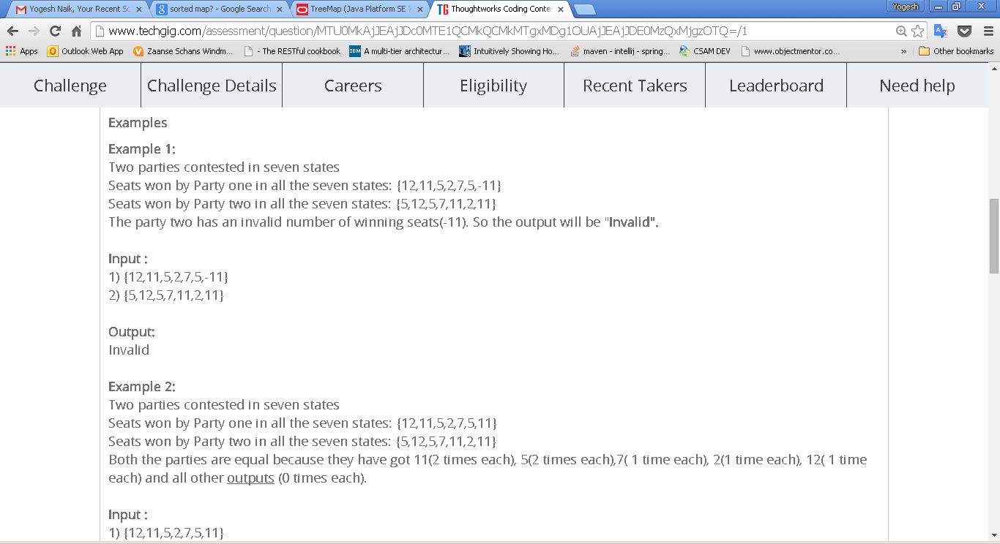 Yogesh Naik, Your Recent Sc
sorted map? - Google Search
TreeMap (Java Platform SE 7
Thoughtworks Coding Conte
Yogesh
www.techgig.com/assessment/question/MTU0MkAjJEAjJDc0MTE1QCMkQCMkMTgxMDg1OUAjJEAjJDE0MzQxMjgzOTQ=/1
Apps
Outlook Web App
Zaanse Schans Windm...
- The RESTful cookbook
IBM
A multi-tier architectur...
Intuitively Showing Ho...
maven - intellij - spring...
CSAM DEV
www.objectmentor.co...
»
Other bookmarks
Challenge
Challenge Details
Careers
Eligibility
Recent Takers
Leaderboard
Need help
Examples
Example 1:
Two parties contested in seven states
Seats won by Party one in all the seven states: {12,11,5,2,7,5,-11}
Seats won by Party two in all the seven states: {5,12,5,7,11,2,11}
The party two has an invalid number of winning seats(-11). So the output will be "Invalid".
Input :
1) {12,11,5,2,7,5,-11}
2) {5,12,5,7,11,2,11}
Output:
Invalid
Example 2:
Two parties contested in seven states
Seats won by Party one in all the seven states: {12,11,5,2,7,5,11}
Seats won by Party two in all the seven states: {5,12,5,7,11,2,11}
Both the parties are equal because they have got 11(2 times each), 5(2 times each),7( 1 time each), 2(1 time each), 12( 1 time
each) and all other outputs (0 times each).
Input :
1) {12,11,5,2,7,5,11}